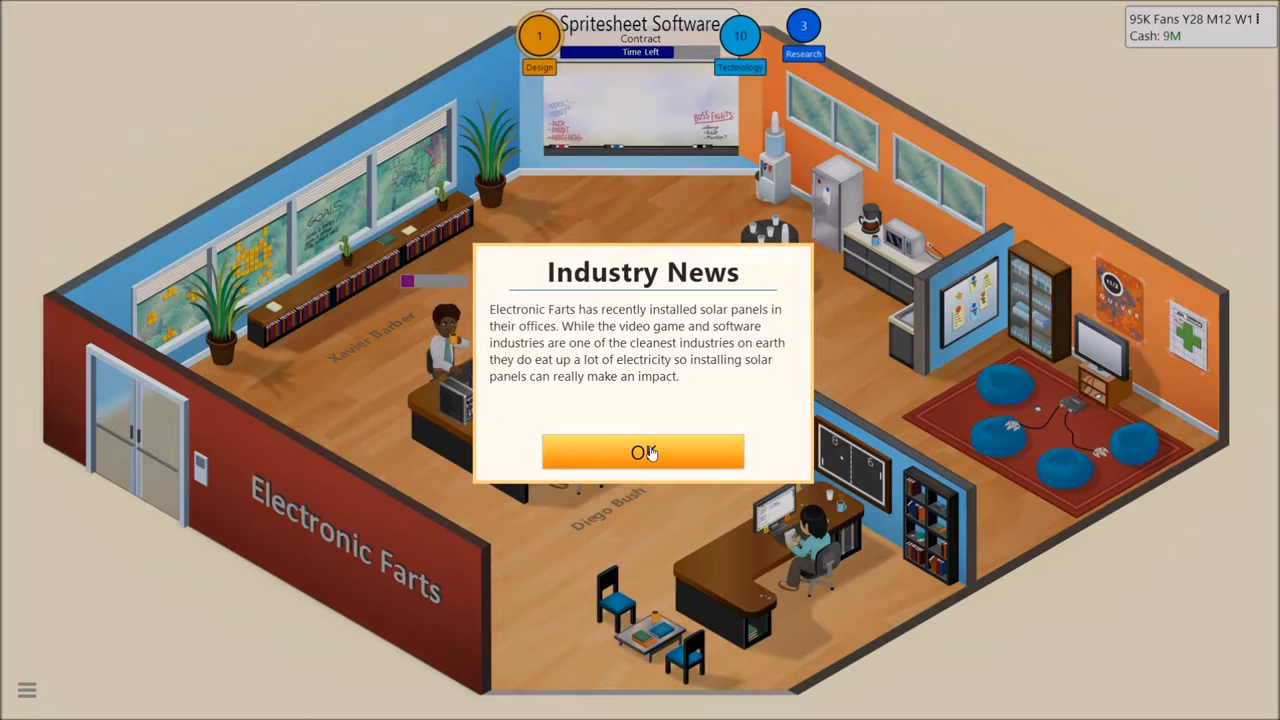 Spritesheet Software
Contract
Time Left
1
Design
10
Technology
3
Research
95K Fans Y28 M12 W1
Cash: 9M
BOSS FIGHTS:
GOALS
Industry News
Electronic Farts has recently installed solar panels in
their offices. While the video game and software
industries are one of the cleanest industries on earth
they do eat up a lot of electricity so installing solar
panels can really make an impact.
Xavier Barber
Diego Bush
Electronic Farts